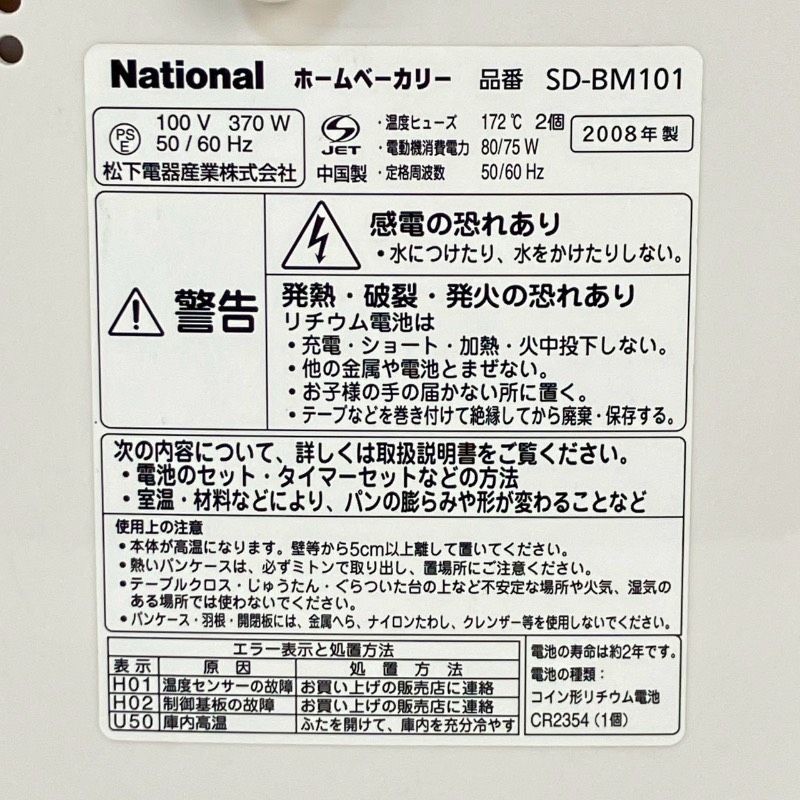 National ホームベーカリー 品番 SD-BM101
PS E 100 V 370 W
50 / 60 Hz
松下電器産業株式会社
JET
中国製
・温度ヒューズ 172℃ 2個
・電動機消費電力 80/75 W
・定格周波数 50/60 Hz
2008年製
警告
感電の恐れあり
・水につけたり、水をかけたりしない。
発熱・破裂・発火の恐れあり
リチウム電池は
・充電・ショート・加熱・火中投下しない。
・他の金属や電池とまぜない。
・お子様の手の届かない所に置く。
・テープなどを巻き付けて絶縁してから廃棄・保存する。
次の内容について、詳しくは取扱説明書をご覧ください。
・電池のセット・タイマーセットなどの方法
・室温・材料などにより、パンの膨らみや形が変わることなど
使用上の注意
・本体が高温になります。壁等から5cm以上離して置いてください。
・熱いパンケースは、必ずミトンで取り出し、置場所にご注意ください。
・テーブルクロス・じゅうたん・ぐらついた台の上など不安定な場所や火気、湿気の
ある場所では使わないでください。
・パンケース・羽根・開閉板には、金属へら、ナイロンたわし、クレンザー等を使用しないでください。
エラー表示と処置方法
表示 原因 処置方法
H01 温度センサーの故障 お買い上げの販売店に連絡
H02 制御基板の故障 お買い上げの販売店に連絡
U50 庫内高温 ふたを開けて、庫内を充分冷やす
電池の寿命は約2年です。
電池の種類：
コイン形リチウム電池
CR2354（1個）